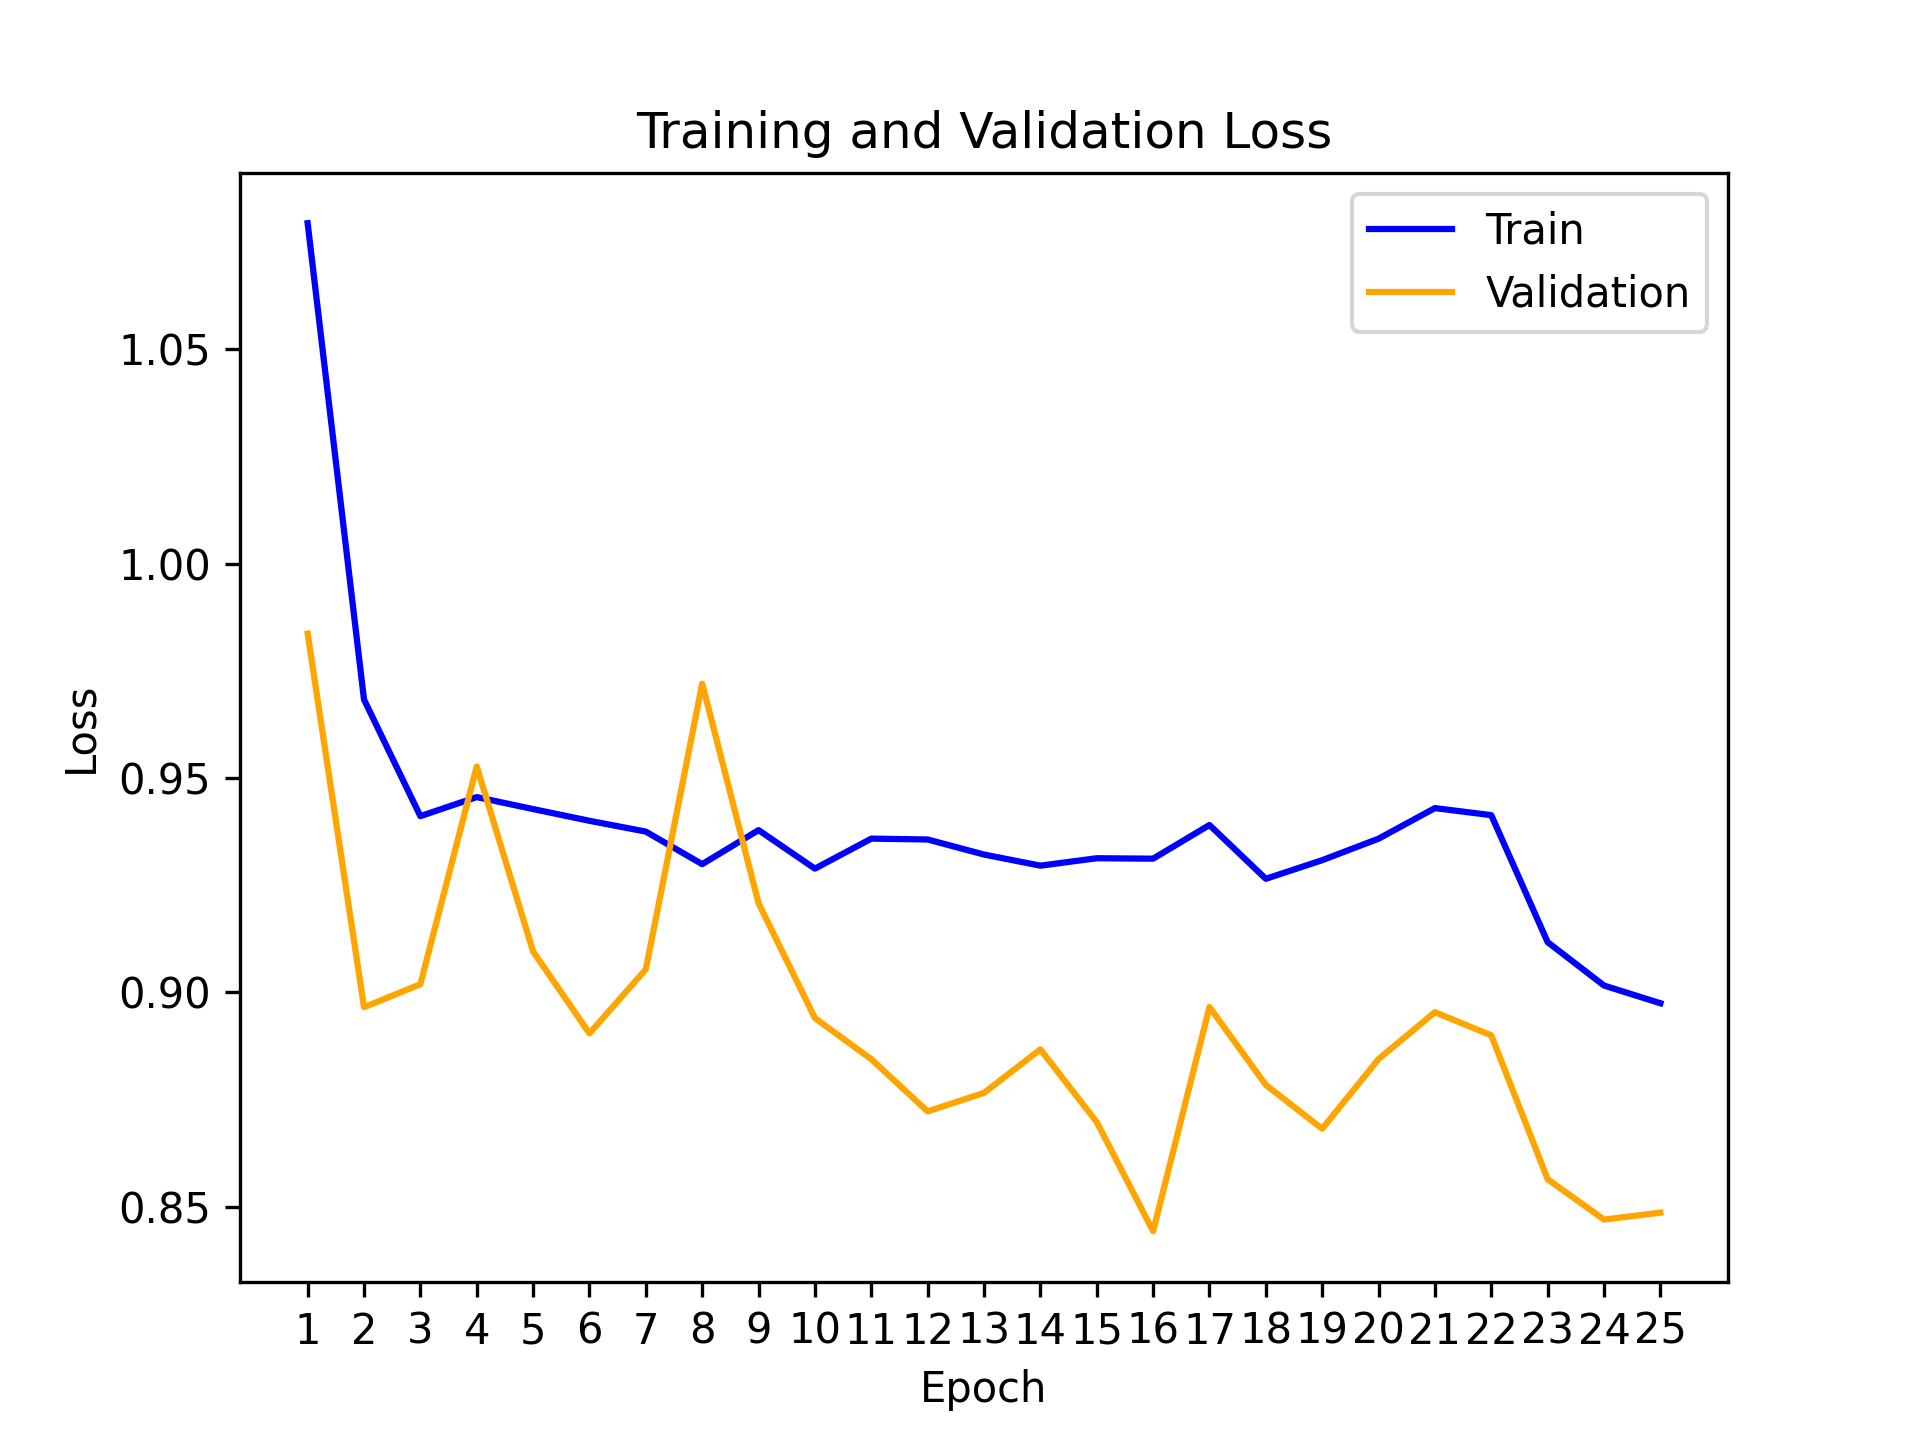 Training and Validation Loss
Train
Validation
1.05
1.00
0.95
0.90
0.85
Loss
1 2 3 4 5 6 7 8 9 10 11 12 13 14 15 16 17 18 19 20 21 22 23 24 25
Epoch